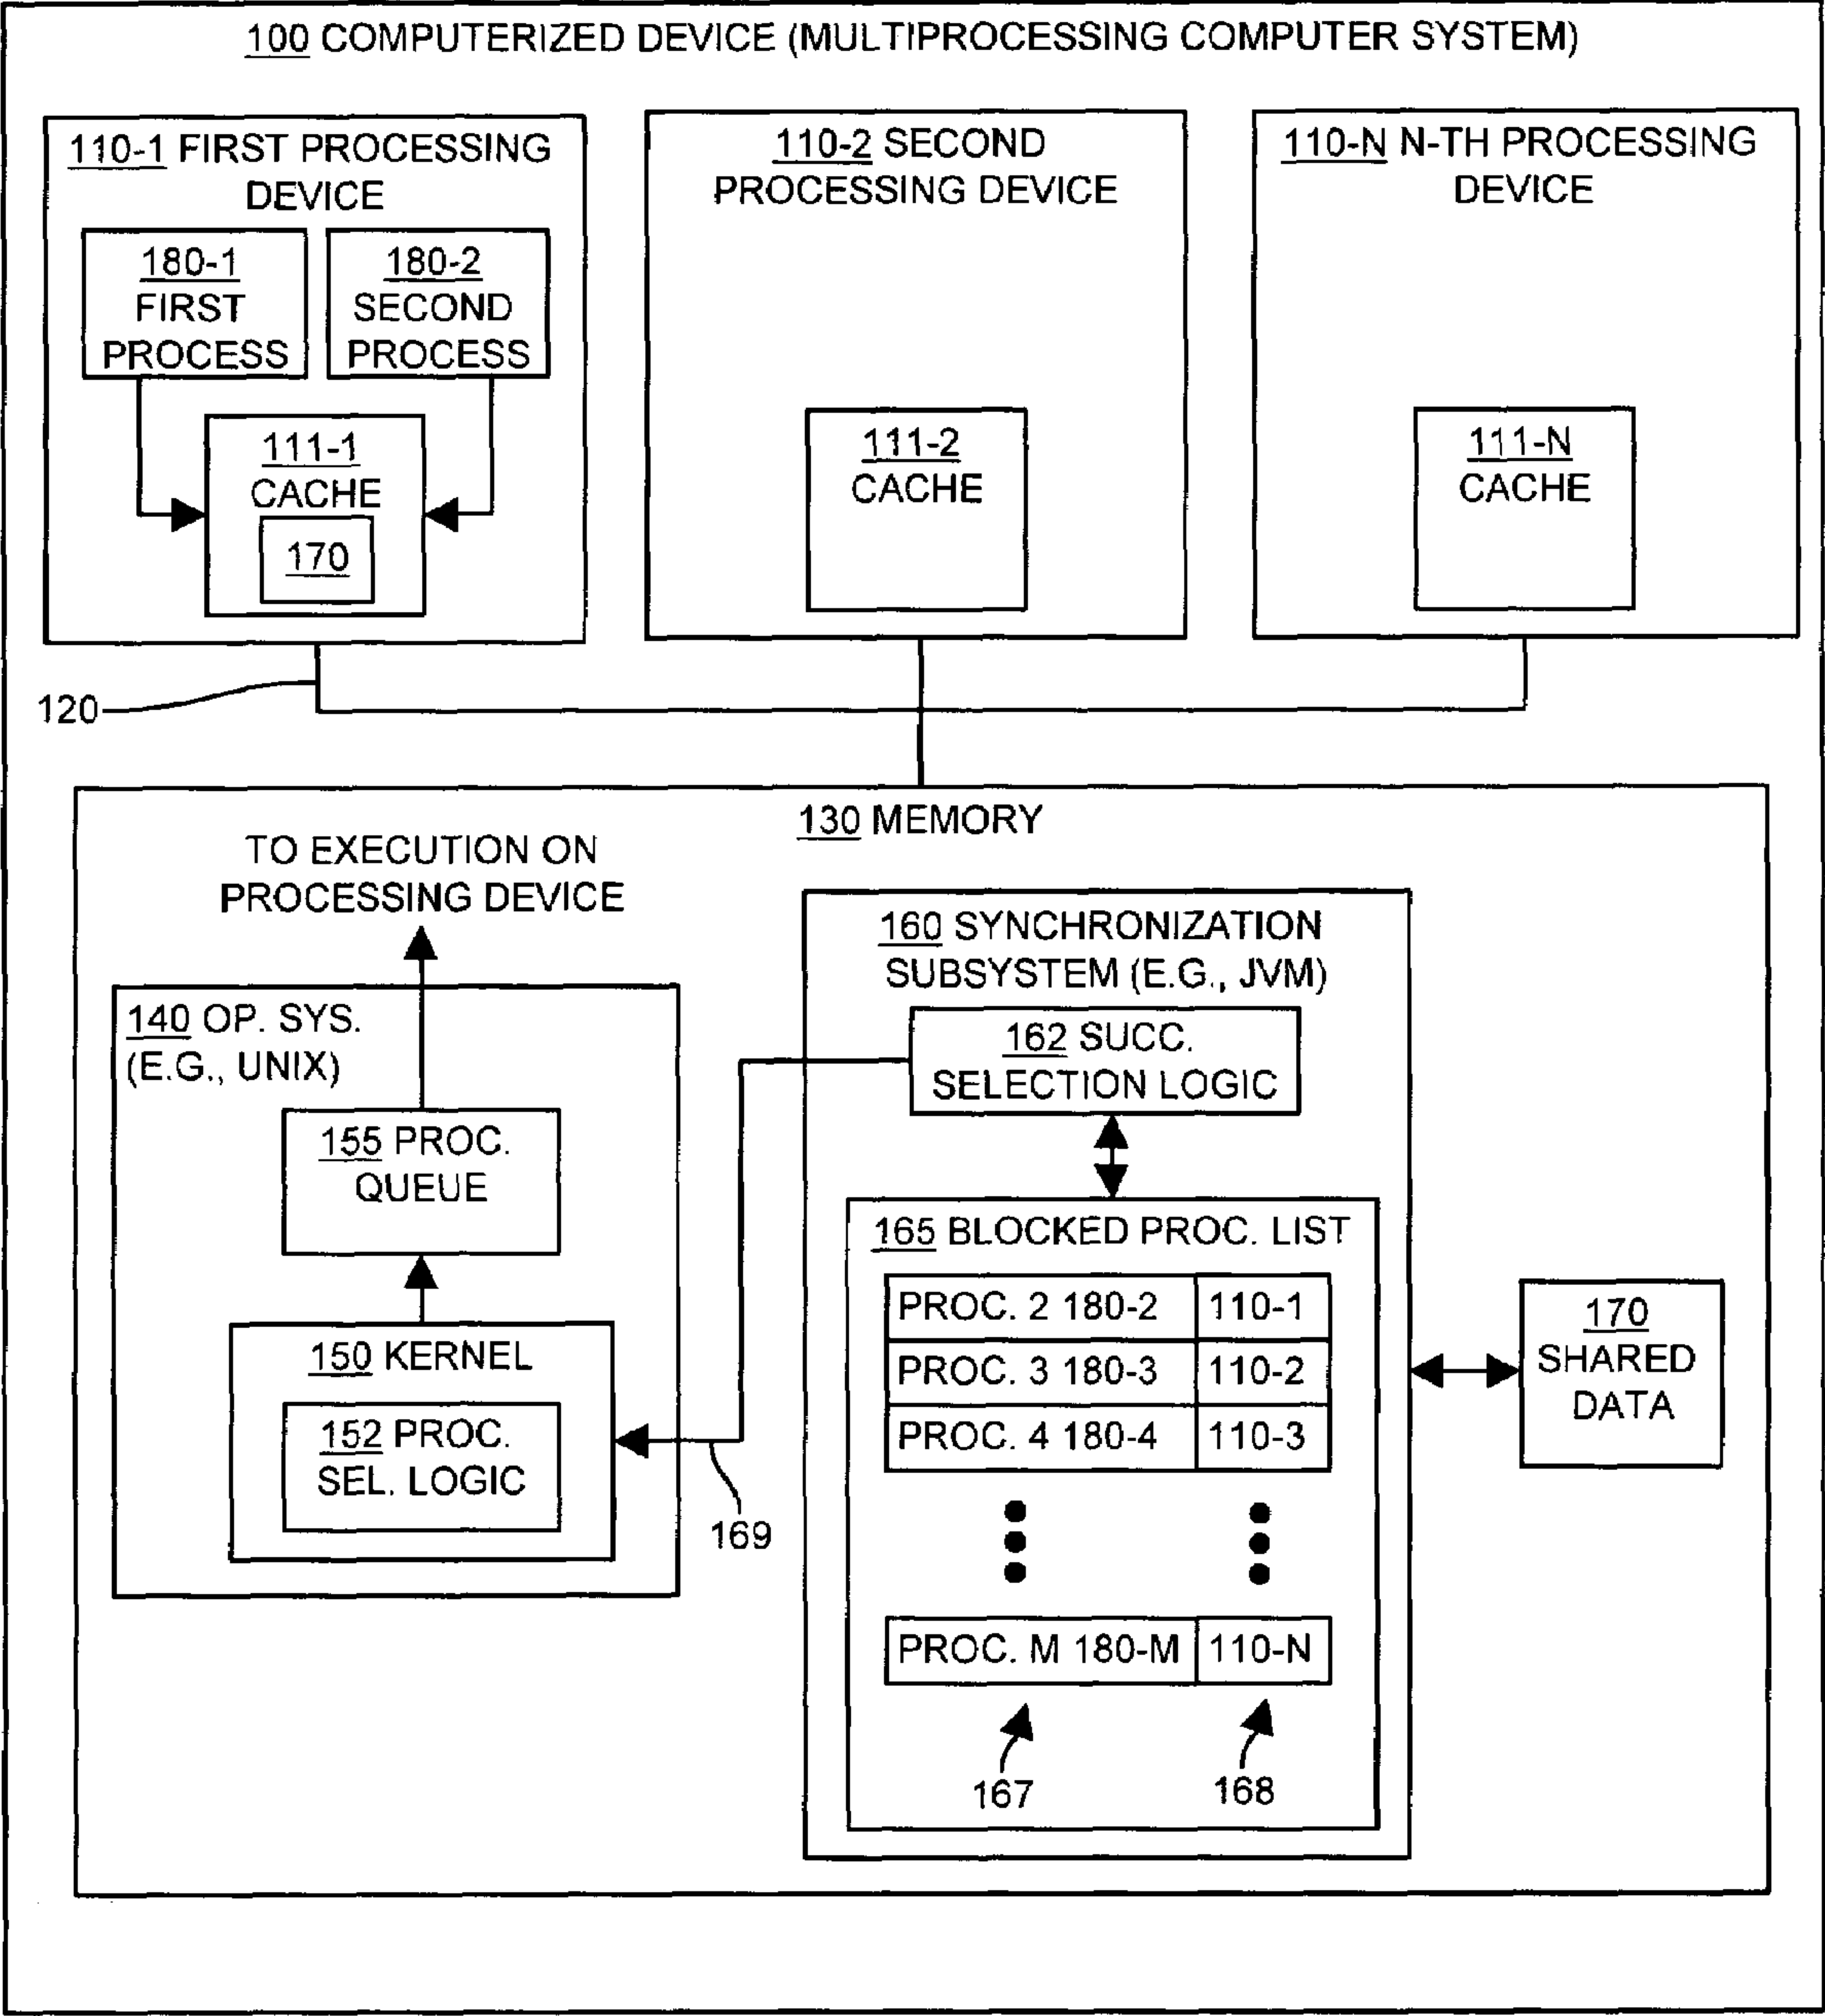 100 COMPUTERIZED DEVICE (MULTIPROCESSING COMPUTER SYSTEM)
110-1 FIRST PROCESSING
DEVICE
180-1
FIRST
PROCESS
180-2
SECOND
PROCESS
111-1
CACHE
170
110-2 SECOND
PROCESSING DEVICE
111-2
CACHE
110-N N-TH PROCESSING
DEVICE
111-N
CACHE
120
130 MEMORY
TO EXECUTION ON
PROCESSING DEVICE
140 OP. SYS.
(E.G., UNIX)
155 PROC.
QUEUE
150 KERNEL
152 PROC.
SEL. LOGIC
169
160 SYNCHRONIZATION
SUBSYSTEM (E.G., JVM)
162 SUCC.
SELECTION LOGIC
165 BLOCKED PROC. LIST
PROC. 2 180-2 110-1
PROC. 3 180-3 110-2
PROC. 4 180-4 110-3
PROC. M 180-M 110-N
167
168
170
SHARED
DATA